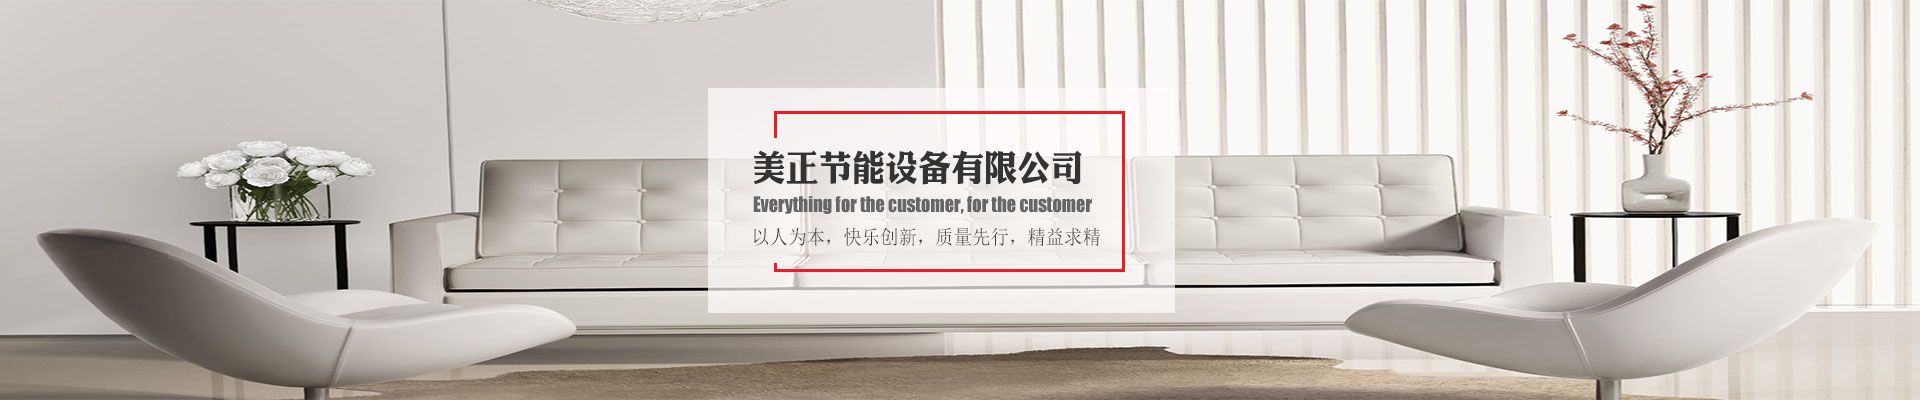 美正节能设备有限公司
Everything for the customer, for the customer
以人为本，快乐创新，质量先行，精益求精